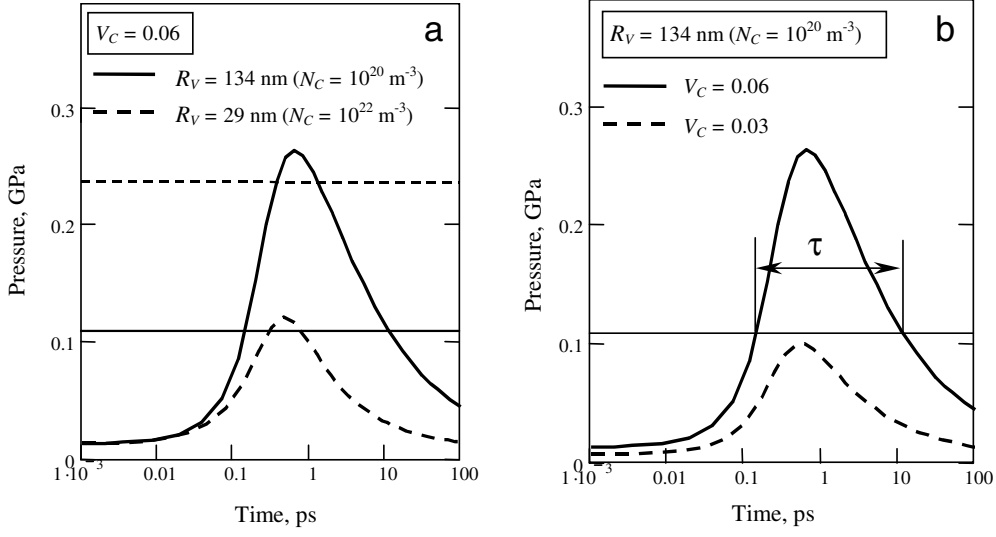 V_C = 0.06
a
R_V = 134 nm (N_C = 10^20 m^-3)
R_V = 29 nm (N_C = 10^22 m^-3)
Pressure, GPa
0.3
0.2
0.1
0
1·10^-3
0.01
0.1
1
10
100
Time, ps
R_V = 134 nm (N_C = 10^20 m^-3)
b
V_C = 0.06
V_C = 0.03
Pressure, GPa
0.3
0.2
0.1
0
τ
1·10^-3
0.01
0.1
1
10
100
Time, ps